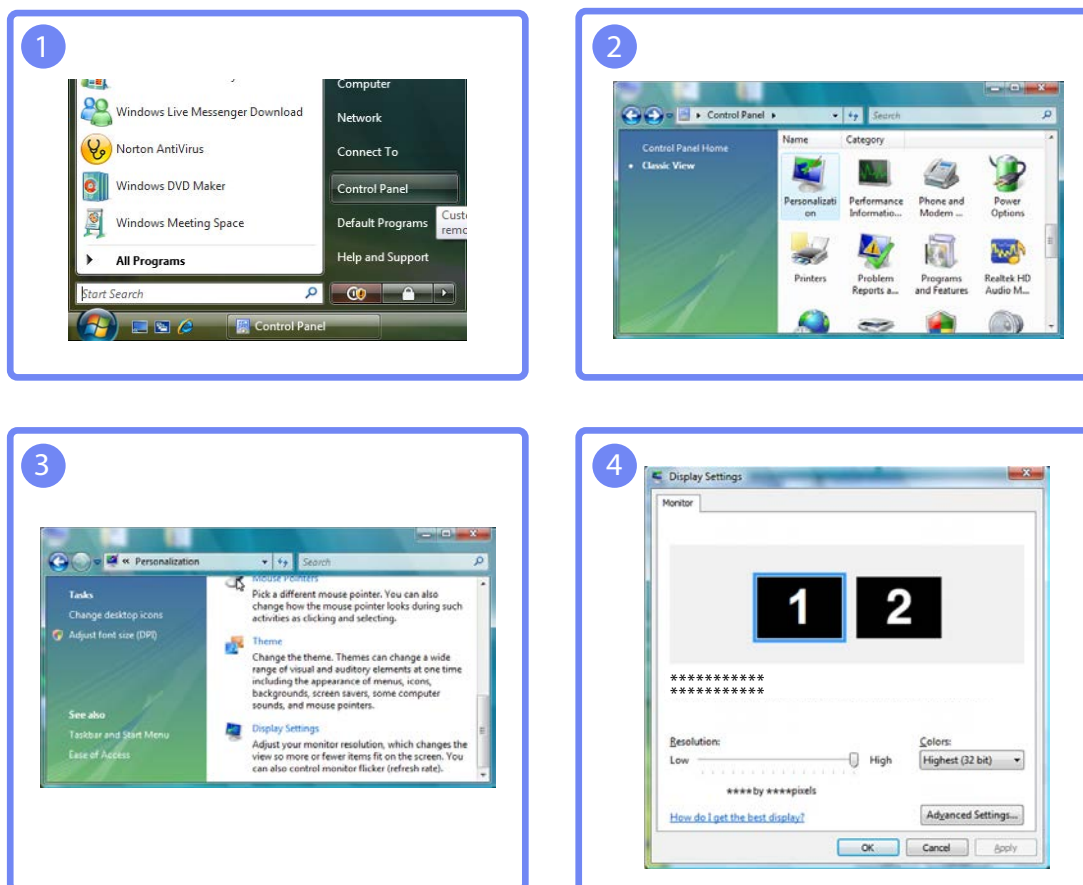 1
Windows Live Messenger Download
Norton AntiVirus
Windows DVD Maker
Windows Meeting Space
All Programs
Start Search
Computer
Network
Connect To
Control Panel
Default Programs
Help and Support
Control Panel
2
Control Panel
Search
Control Panel Home
Classic View
Name Category
Personalizati
on
Performance
Informatio...
Phone and
Modem ...
Power
Options
Printers
Problem
Reports a...
Programs
and Features
Realtek HD
Audio M...
3
« Personalization
Search
Tasks
Change desktop icons
Adjust font size (DPI)
See also
Taskbar and Start Menu
Ease of Access
Mouse Pointers
Pick a different mouse pointer. You can also
change how the mouse pointer looks during such
activities as clicking and selecting.
Theme
Change the theme. Themes can change a wide
range of visual and auditory elements at one time
including the appearance of menus, icons,
backgrounds, screen savers, some computer
sounds, and mouse pointers.
Display Settings
Adjust your monitor resolution, which changes the
view so more or fewer items fit on the screen. You
can also control monitor flicker (refresh rate).
4
Display Settings
Monitor
1 2
***********
***********
Resolution:
Low High
****by ****pixels
Colors:
Highest (32 bit)
How do I get the best display?
Advanced Settings...
OK Cancel Apply